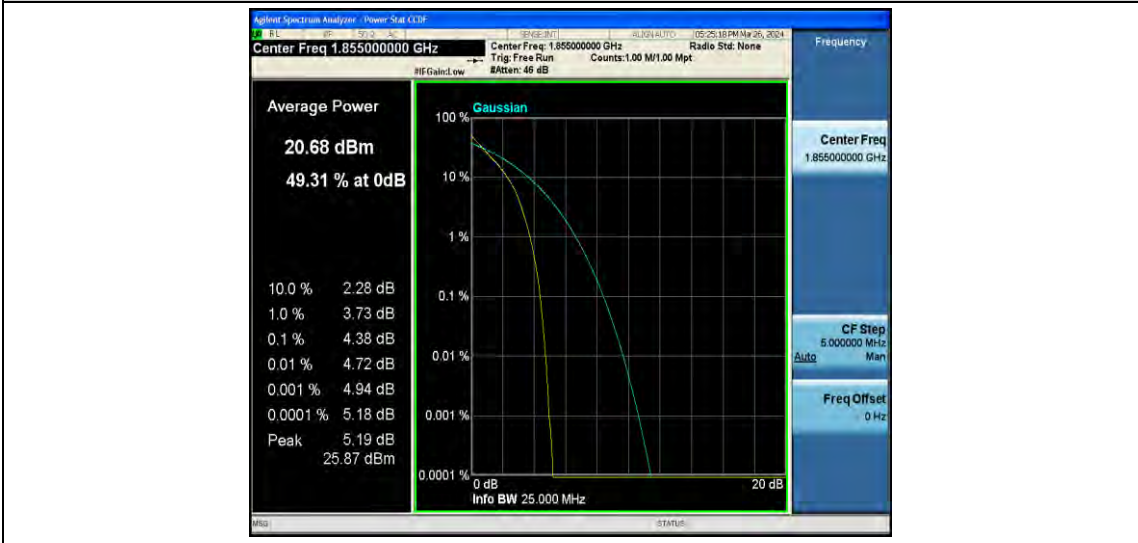 Agilent Spectrum Analyzer - Power Stat CCDF
RL RF 50 Ω AC SENSE:INT ALIGN AUTO 05:25:18 PM Mar 26, 2024
Center Freq 1.855000000 GHz
Center Freq: 1.855000000 GHz Radio Std: None
Trig: Free Run Counts:1.00 M/1.00 Mpt
#IFGain:Low #Atten: 46 dB
Frequency
Average Power
20.68 dBm
49.31 % at 0dB
10.0 % 2.28 dB
1.0 % 3.73 dB
0.1 % 4.38 dB
0.01 % 4.72 dB
0.001 % 4.94 dB
0.0001 % 5.18 dB
Peak 5.19 dB
25.87 dBm
Gaussian
100 %
10 %
1 %
0.1 %
0.01 %
0.001 %
0.0001 %
0 dB 20 dB
Info BW 25.000 MHz
Center Freq
1.855000000 GHz
CF Step
5.000000 MHz
Auto Man
Freq Offset
0 Hz
MSG STATUS